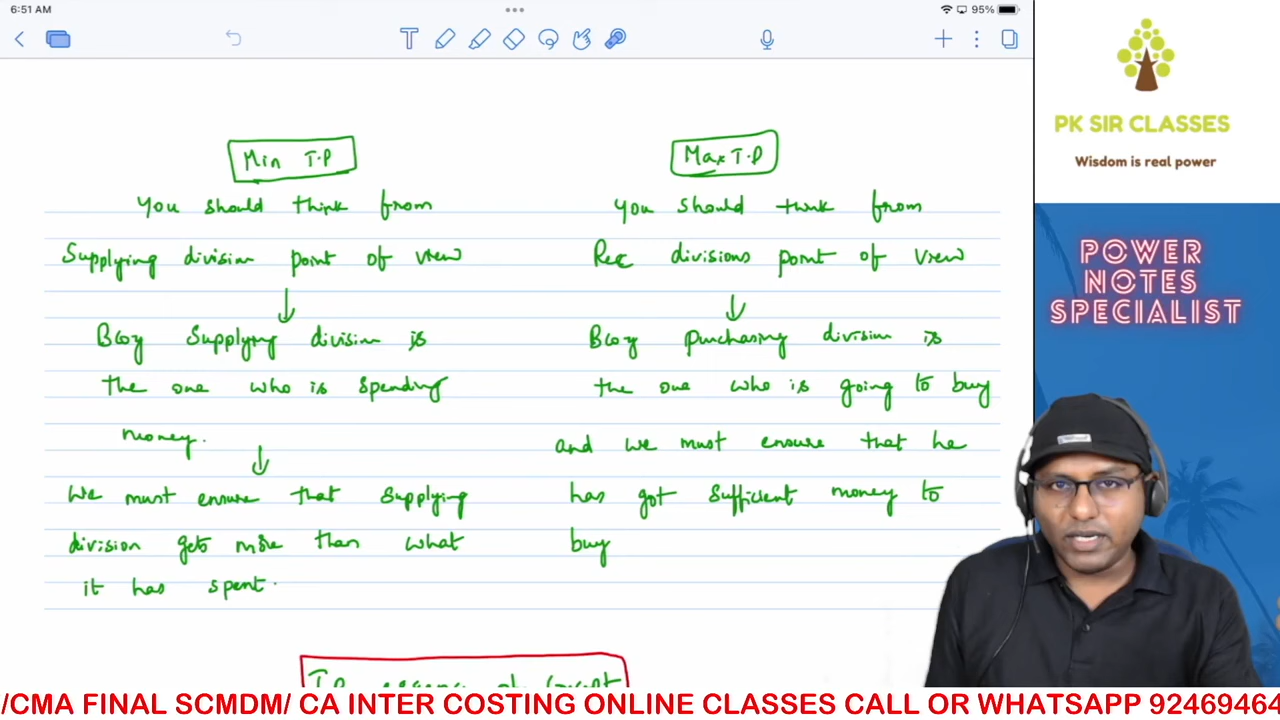 6:51 AM
95%
PK SIR CLASSES
Wisdom is real power
POWER
NOTES
SPECIALIST
Min T.P
You should think from
Supplying division point of view
Bcoz Supplying division is
the one who is spending
money.
We must ensure that supplying
division gets more than what
it has spent.
Max T.P
You should think from
Rec divisions point of view
Bcoz purchasing division is
the one who is going to buy
and we must ensure that he
has got sufficient money to
buy
/CMA FINAL SCMDM/ CA INTER COSTING ONLINE CLASSES CALL OR WHATSAPP 92469464